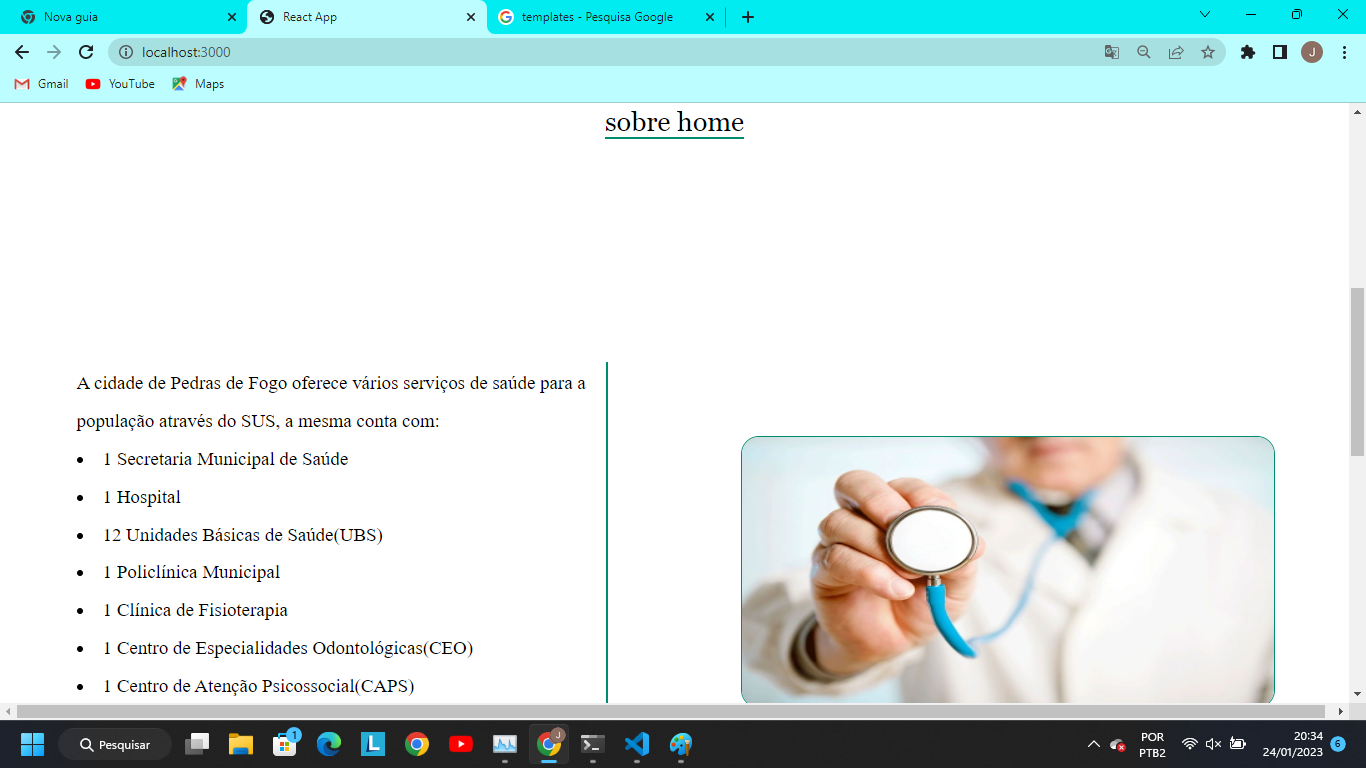 Nova guia
React App
templates - Pesquisa Google
localhost:3000
J
Gmail
YouTube
Maps
sobre home
A cidade de Pedras de Fogo oferece vários serviços de saúde para a
população através do SUS, a mesma conta com:
1 Secretaria Municipal de Saúde
1 Hospital
12 Unidades Básicas de Saúde(UBS)
1 Policlínica Municipal
1 Clínica de Fisioterapia
1 Centro de Especialidades Odontológicas(CEO)
1 Centro de Atenção Psicossocial(CAPS)
Pesquisar
1
L
J
POR
PTB2
20:34
24/01/2023
6